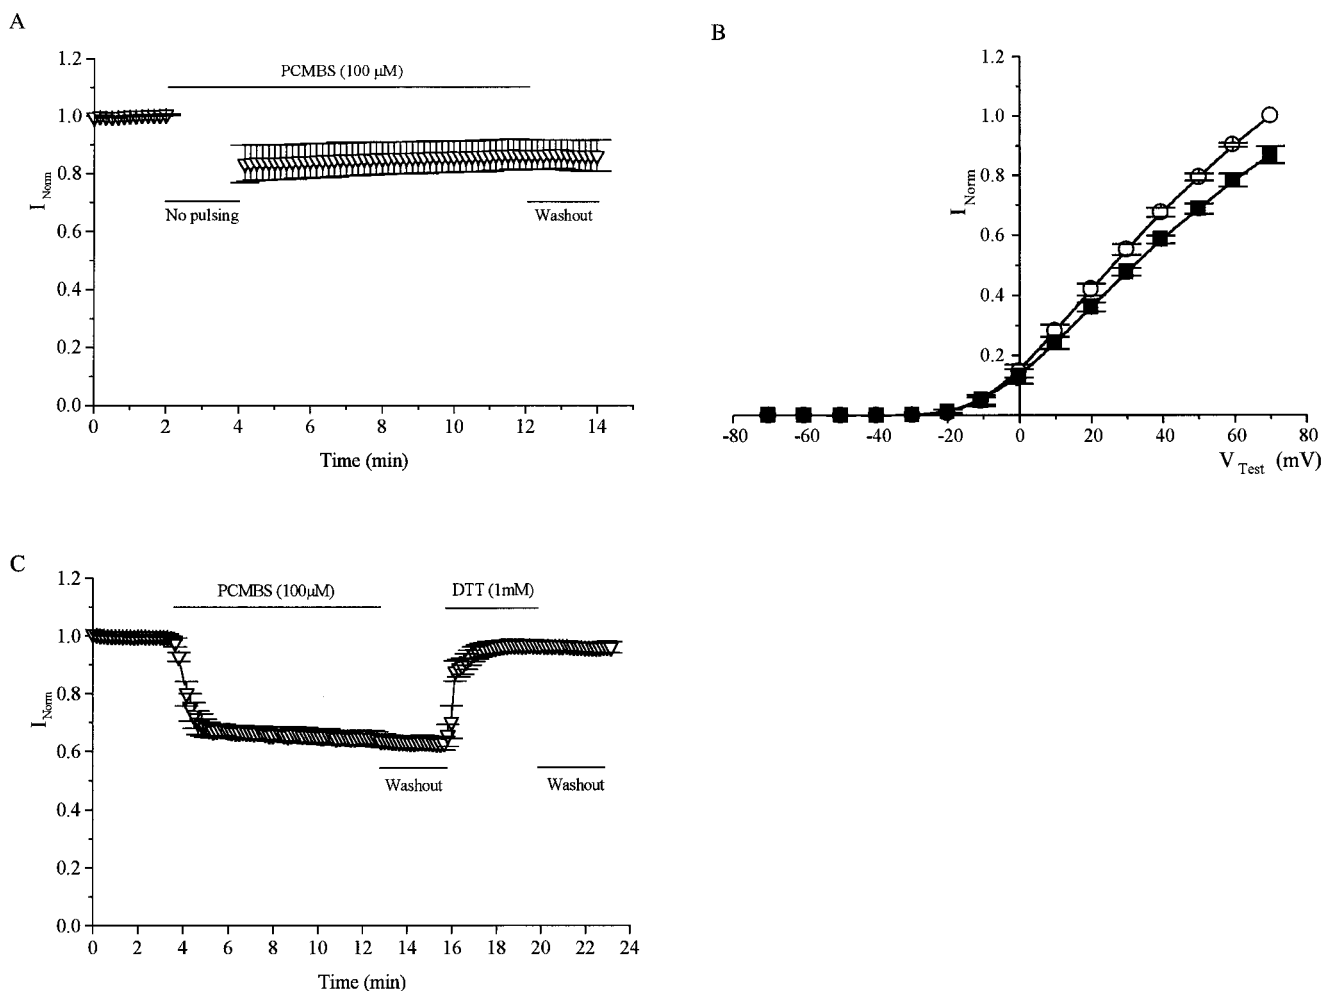 A
1.2
PCMBS (100 µM)
1.0
0.8
I Norm
No pulsing
Washout
0.6
0.4
0.2
0.0
0 2 4 6 8 10 12 14
Time (min)
B
1.2
1.0
0.8
I Norm
0.6
0.4
0.2
-80 -60 -40 -20 0 20 40 60 80
V Test (mV)
C
1.2
PCMBS (100µM)
DTT (1mM)
1.0
0.8
I Norm
0.6
Washout
Washout
0.4
0.2
0.0
0 2 4 6 8 10 12 14 16 18 20 22 24
Time (min)